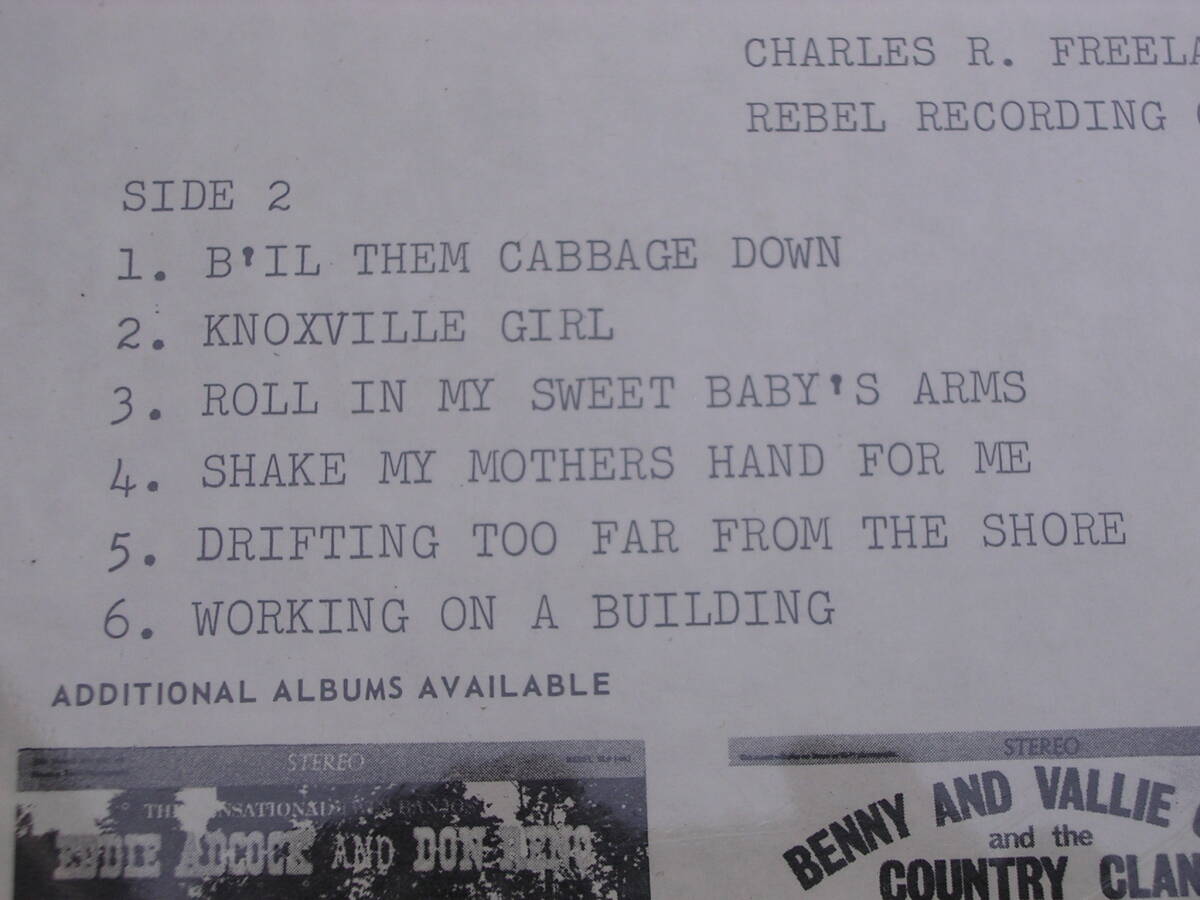 CHARLES R. FREELA
REBEL RECORDING
SIDE 2
1. B'IL THEM CABBAGE DOWN
2. KNOXVILLE GIRL
3. ROLL IN MY SWEET BABY'S ARMS
4. SHAKE MY MOTHERS HAND FOR ME
5. DRIFTING TOO FAR FROM THE SHORE
6. WORKING ON A BUILDING
ADDITIONAL ALBUMS AVAILABLE
STEREO
EDDIE ADCOCK AND DON RENO
STEREO
BENNY AND VALLIE
and the
COUNTRY CLAN